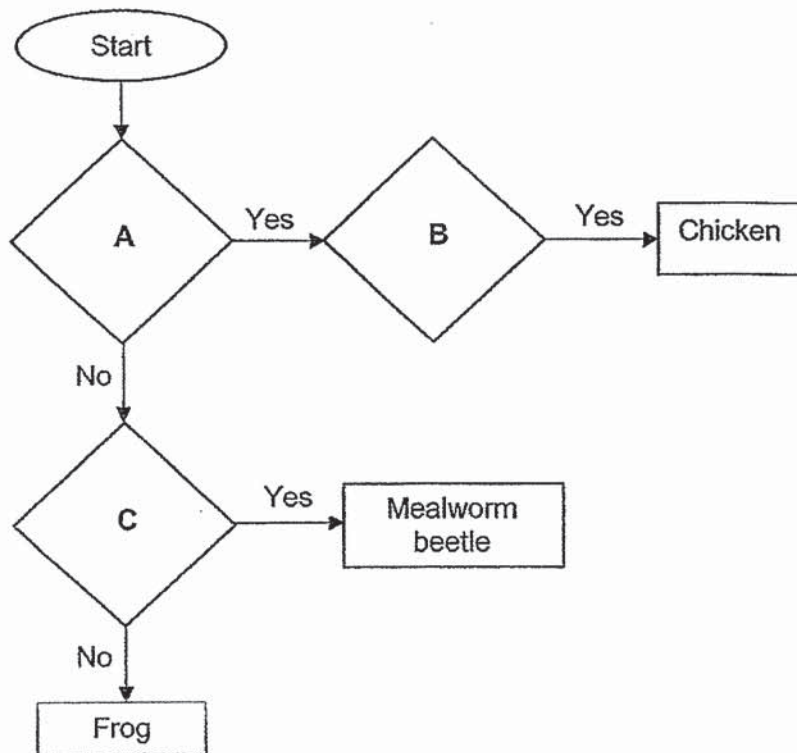 Start
A
Yes
B
Yes
Chicken
No
C
Yes
Mealworm
beetle
No
Frog